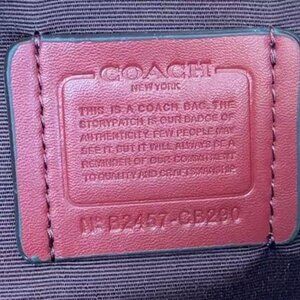 COACH
NEW YORK
THIS IS A COACH BAG. THE
STORYPATCH IS OUR BADGE OF
AUTHENTICITY. FEW PEOPLE MAY
SEE IT, BUT IT WILL ALWAYS BE A
REMINDER OF OUR COMMITMENT
TO QUALITY AND CRAFTSMANSHIP.
Nº B2457-CB290